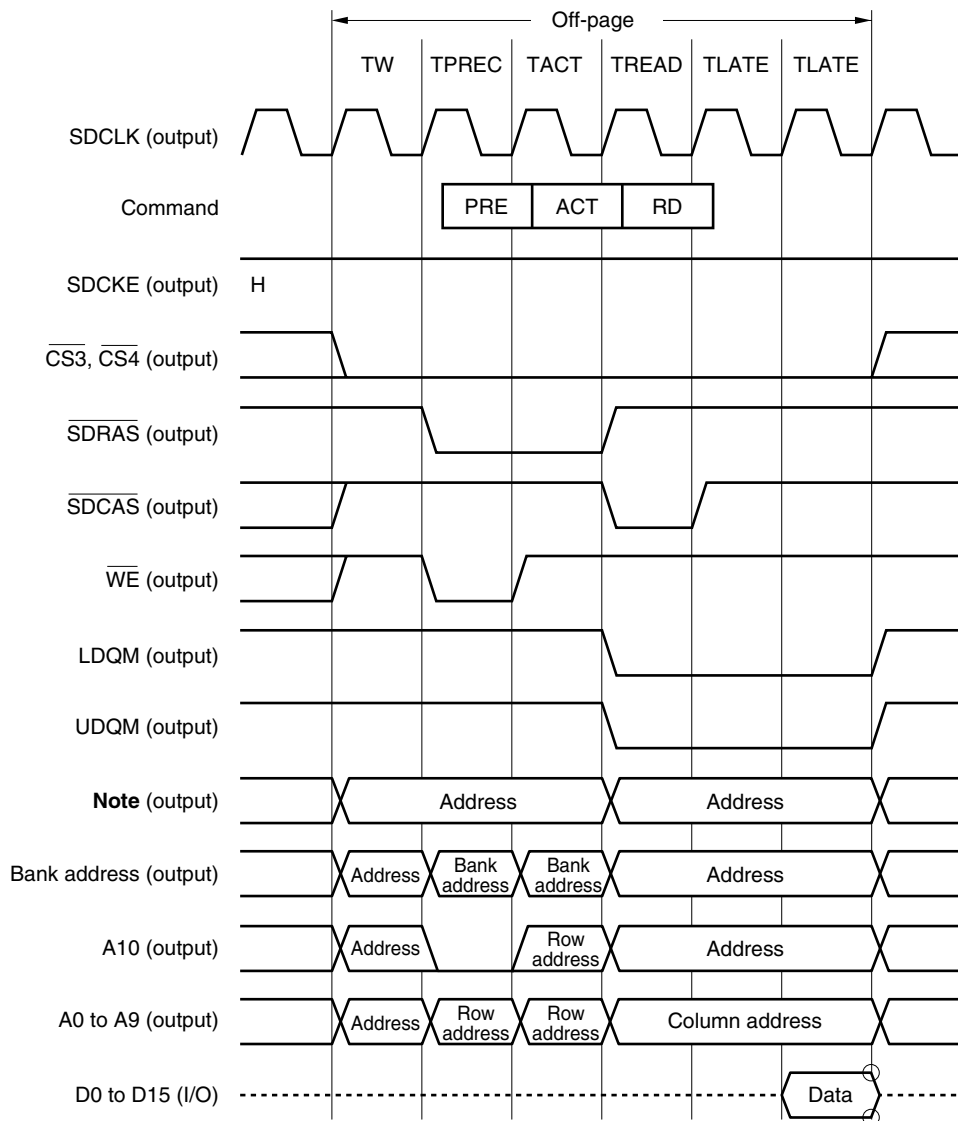 Off-page
TW TPREC TACT TREAD TLATE TLATE
SDCLK (output)
Command PRE ACT RD
SDCKE (output) H
CS3, CS4 (output)
SDRAS (output)
SDCAS (output)
WE (output)
LDQM (output)
UDQM (output)
Note (output) Address Address
Bank address (output) Address Bank address Bank address Address
A10 (output) Address Row address Address
A0 to A9 (output) Address Row address Row address Column address
D0 to D15 (I/O) Data